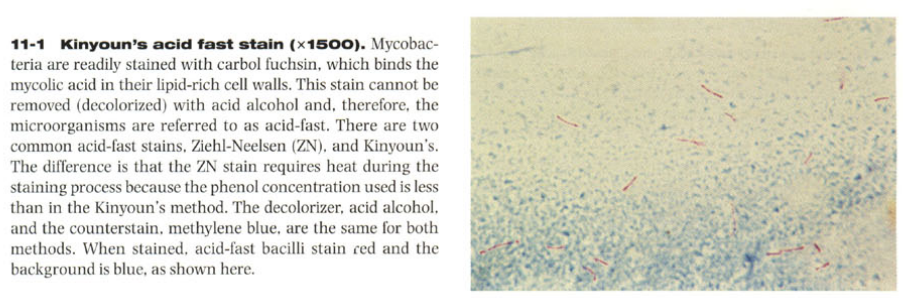 11-1 Kinyoun's acid fast stain (×1500). Mycobac-
teria are readily stained with carbol fuchsin, which binds the
mycolic acid in their lipid-rich cell walls. This stain cannot be
removed (decolorized) with acid alcohol and, therefore, the
microorganisms are referred to as acid-fast. There are two
common acid-fast stains, Ziehl-Neelsen (ZN), and Kinyoun's.
The difference is that the ZN stain requires heat during the
staining process because the phenol concentration used is less
than in the Kinyoun's method. The decolorizer, acid alcohol,
and the counterstain, methylene blue, are the same for both
methods. When stained, acid-fast bacilli stain red and the
background is blue, as shown here.